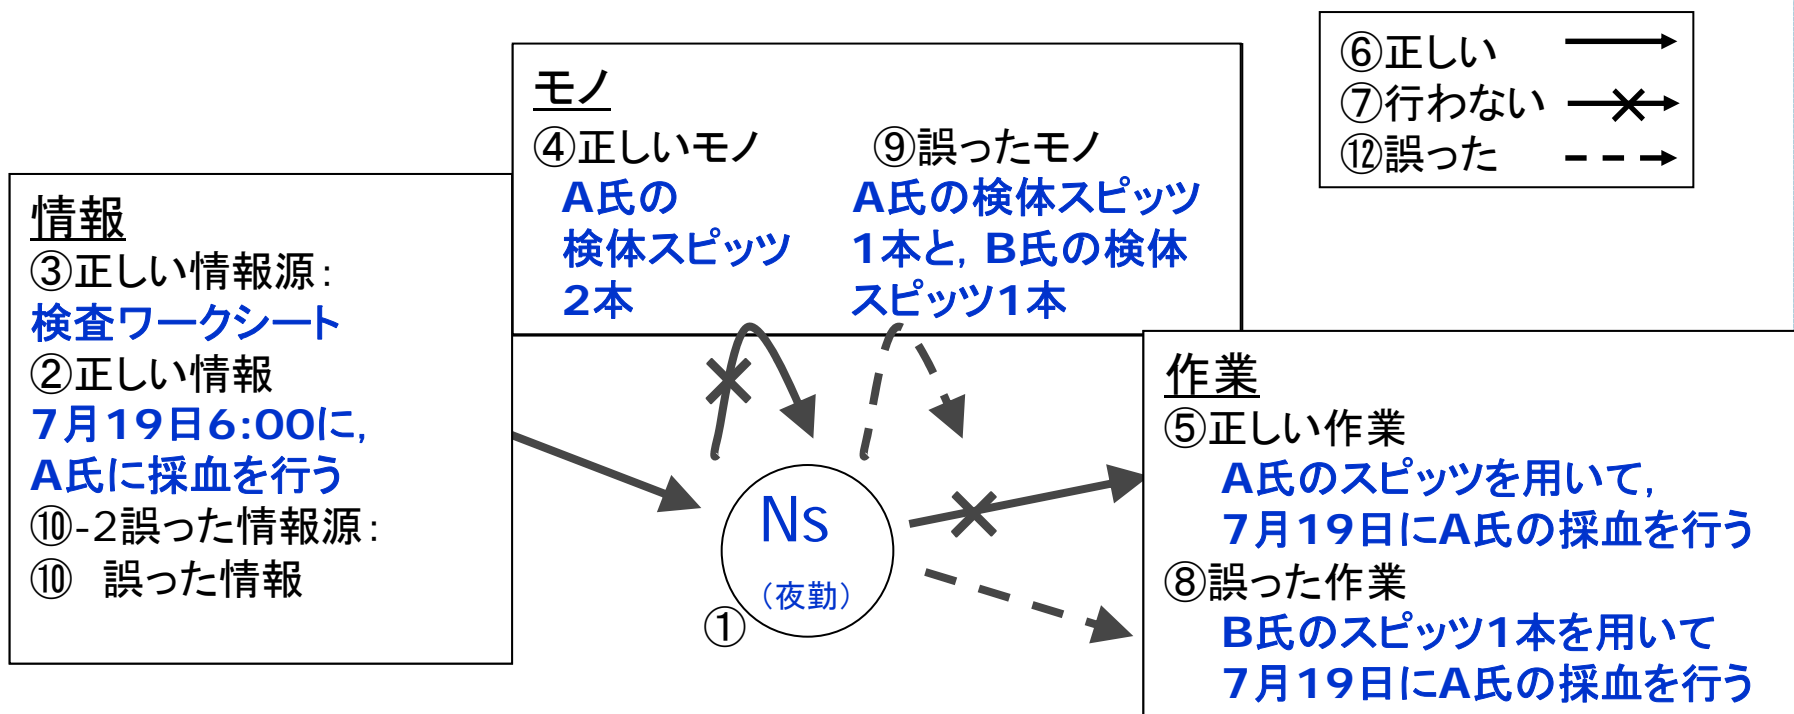 ⑥正しい
⑦行わない
⑫誤った
モノ
④正しいモノ
A氏の
検体スピッツ
2本
⑨誤ったモノ
A氏の検体スピッツ
1本と, B氏の検体
スピッツ1本
情報
③正しい情報源:
検査ワークシート
②正しい情報
7月19日6:00に,
A氏に採血を行う
⑩-2誤った情報源:
⑩ 誤った情報
Ns
(夜勤)
①
作業
⑤正しい作業
A氏のスピッツを用いて,
7月19日にA氏の採血を行う
⑧誤った作業
B氏のスピッツ1本を用いて
7月19日にA氏の採血を行う